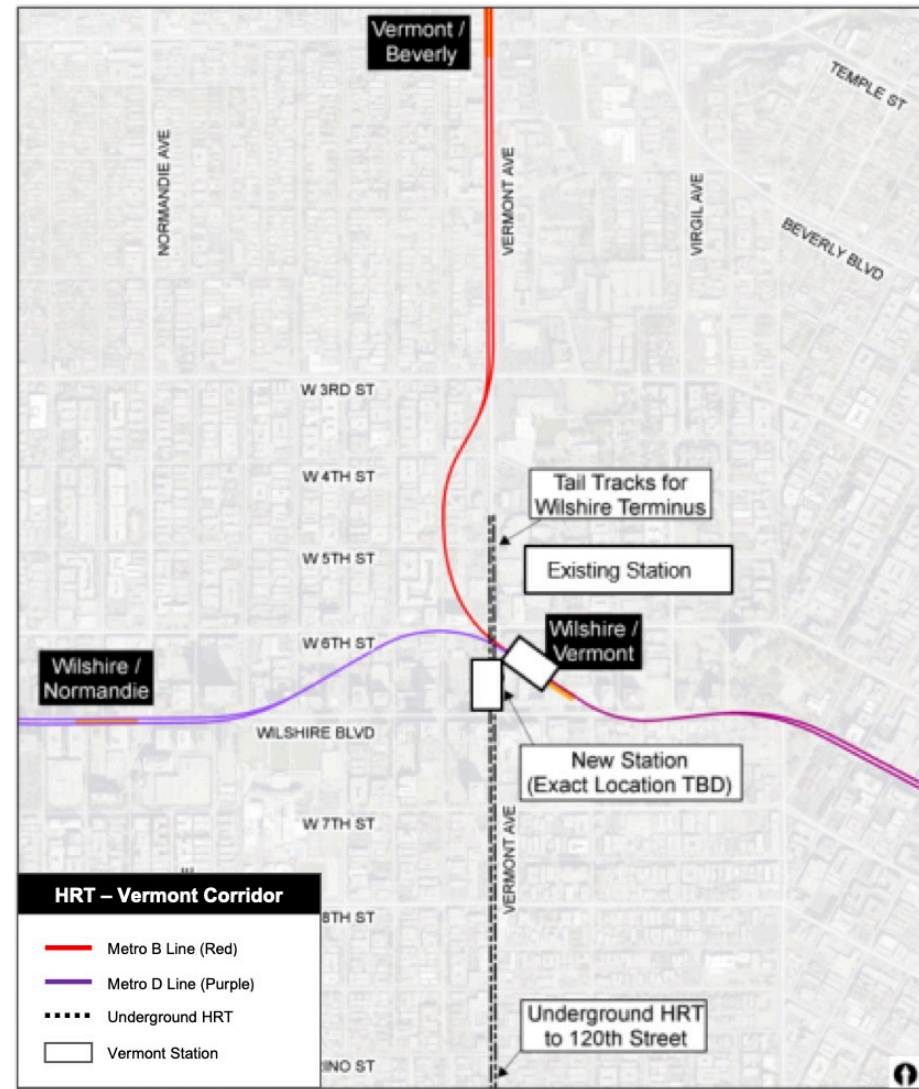 Vermont /
Beverly
TEMPLE ST
NORMANDIE AVE
VERMONT AVE
VIRGIL AVE
BEVERLY BLVD
W 3RD ST
W 4TH ST
Tail Tracks for
Wilshire Terminus
W 5TH ST
Existing Station
W 6TH ST
Wilshire /
Vermont
Wilshire /
Normandie
WILSHIRE BLVD
New Station
(Exact Location TBD)
W 7TH ST
VERMONT AVE
HRT – Vermont Corridor
8TH ST
Metro B Line (Red)
Metro D Line (Purple)
Underground HRT
Vermont Station
Underground HRT
to 120th Street
RINO ST